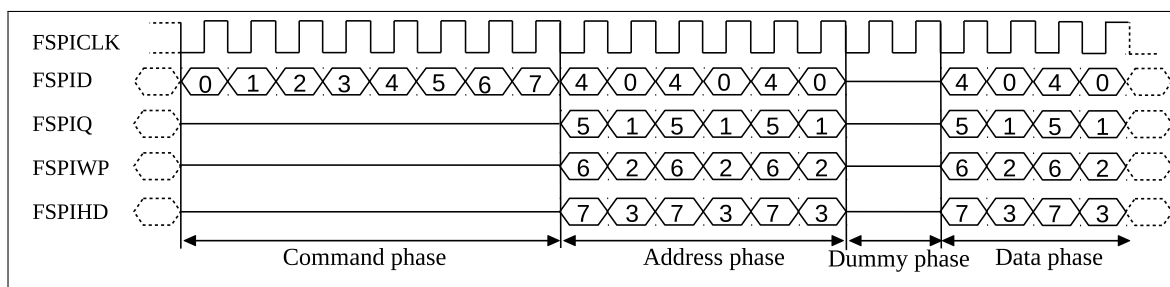 FSPICLK
FSPID 0 1 2 3 4 5 6 7 4 0 4 0 4 0 4 0 4 0
FSPIQ 5 1 5 1 5 1 5 1 5 1
FSPIWP 6 2 6 2 6 2 6 2 6 2
FSPIHD 7 3 7 3 7 3 7 3 7 3
Command phase Address phase Dummy phase Data phase